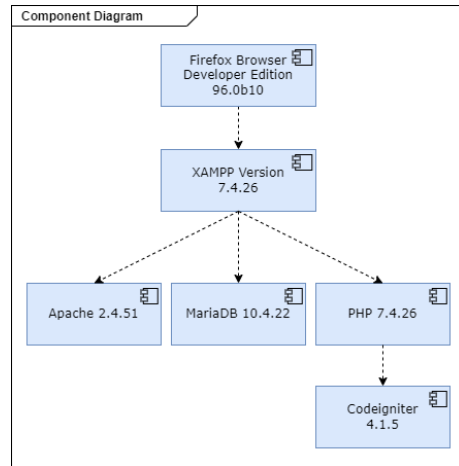 Component Diagram
Firefox Browser
Developer Edition
96.0b10
XAMPP Version
7.4.26
Apache 2.4.51
MariaDB 10.4.22
PHP 7.4.26
Codeigniter
4.1.5